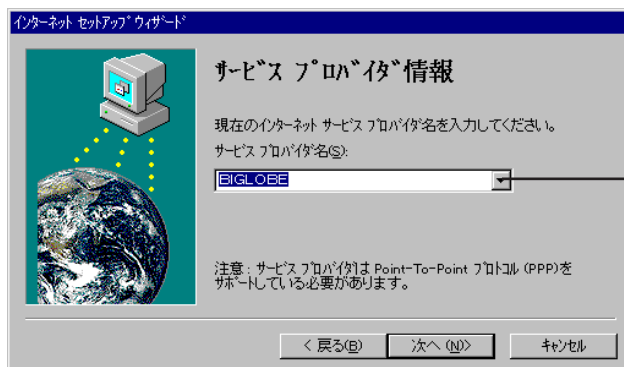 インターネット セットアップ ウィザード
サービス プロバイダ情報
現在のインターネット サービス プロバイダ名を入力してください。
サービス プロバイダ名(S):
BIGLOBE
注意 : サービス プロバイダは Point-To-Point プロトコル (PPP)を
サポートしている必要があります。
< 戻る(B)
次へ (N)>
キャンセル